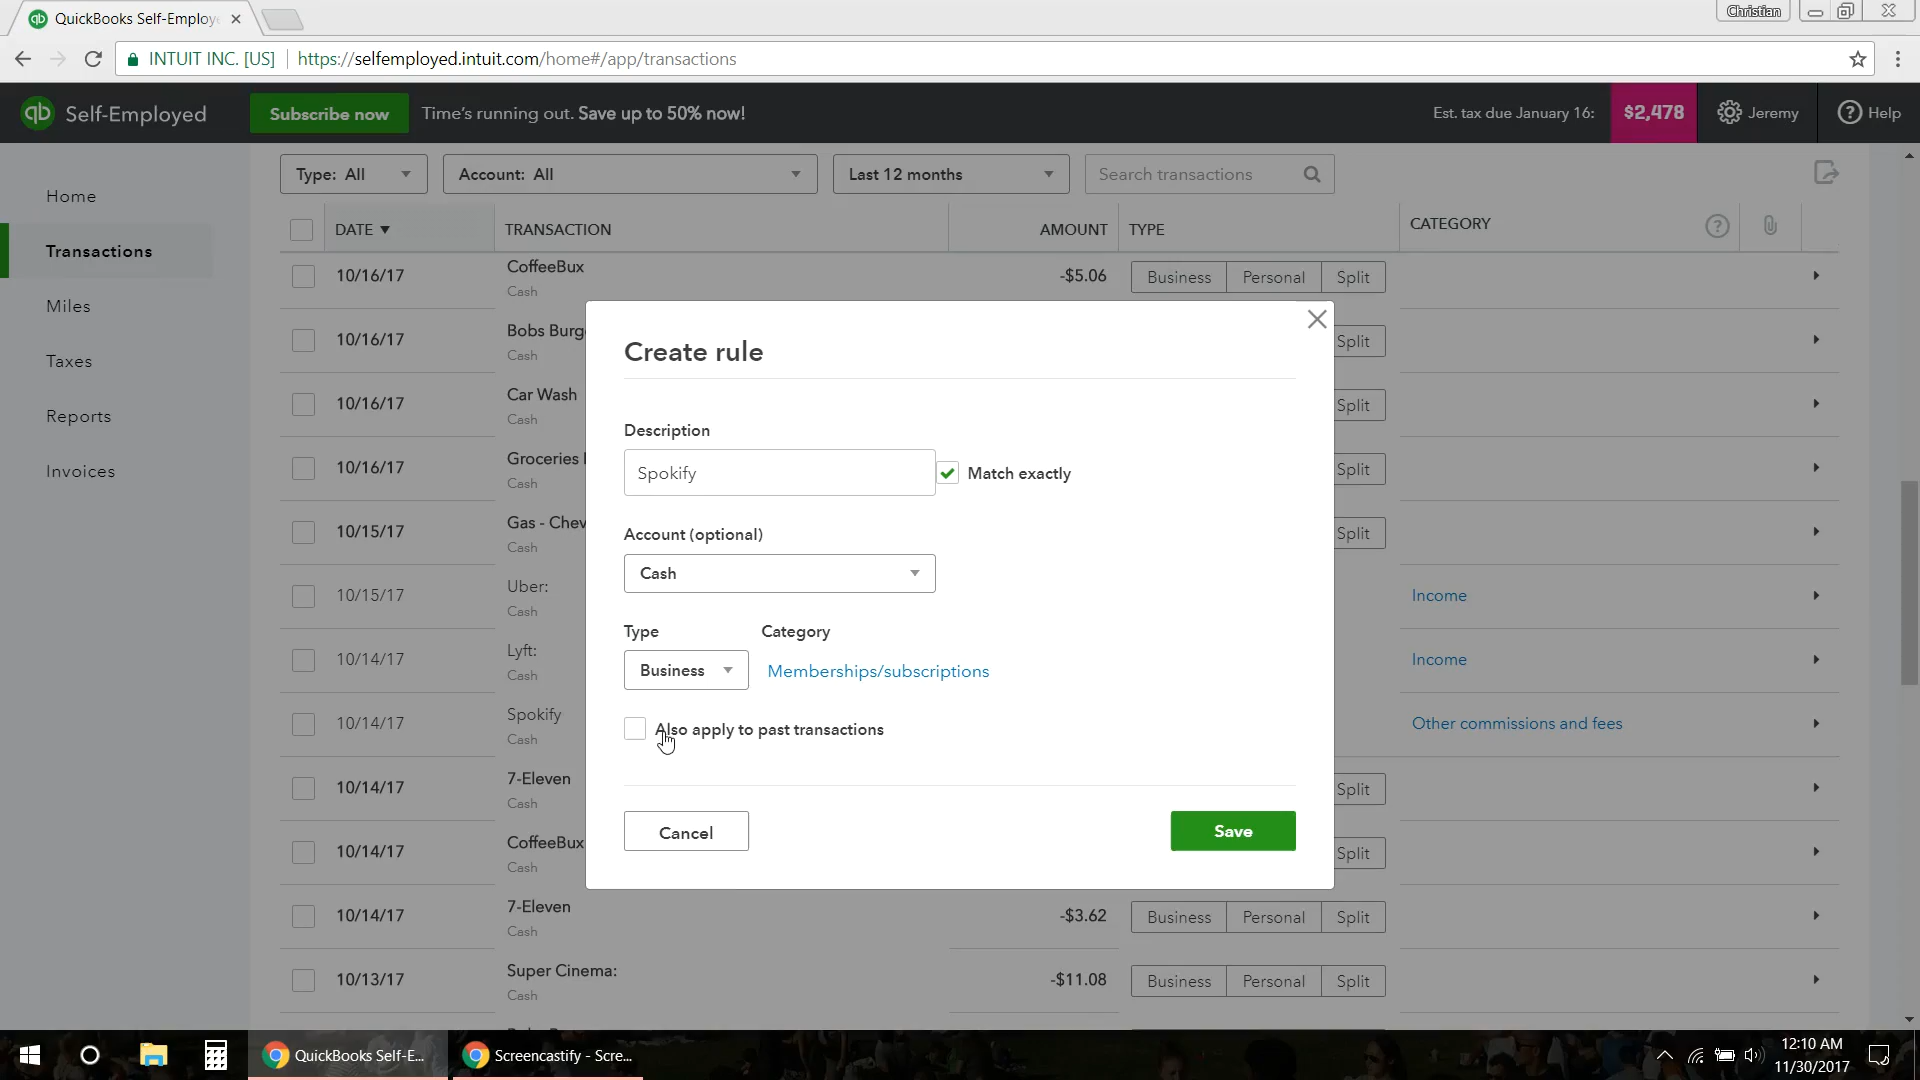 QuickBooks Self-Employ
Christian
INTUIT INC. [US] https://selfemployed.intuit.com/home#/app/transactions
qb Self-Employed Subscribe now Time's running out. Save up to 50% now! Est. tax due January 16: $2,478 Jeremy Help
Type: All Account: All Last 12 months Search transactions
Home
Transactions
Miles
Taxes
Reports
Invoices
DATE TRANSACTION AMOUNT TYPE CATEGORY
10/16/17 CoffeeBux -$5.06 Business Personal Split
Cash
10/16/17 Bobs Burg Split
Cash
10/16/17 Car Wash Split
Cash
10/16/17 Groceries Split
Cash
10/15/17 Gas - Chev Split
Cash
10/15/17 Uber: Income
Cash
10/14/17 Lyft: Income
Cash
10/14/17 Spokify Other commissions and fees
Cash
10/14/17 7-Eleven Split
Cash
10/14/17 CoffeeBux Split
Cash
10/14/17 7-Eleven -$3.62 Business Personal Split
Cash
10/13/17 Super Cinema: -$11.08 Business Personal Split
Cash
Create rule
Description
Spokify Match exactly
Account (optional)
Cash
Type Category
Business Memberships/subscriptions
Also apply to past transactions
Cancel Save
QuickBooks Self-E... Screencastify - Scre...
12:10 AM
11/30/2017